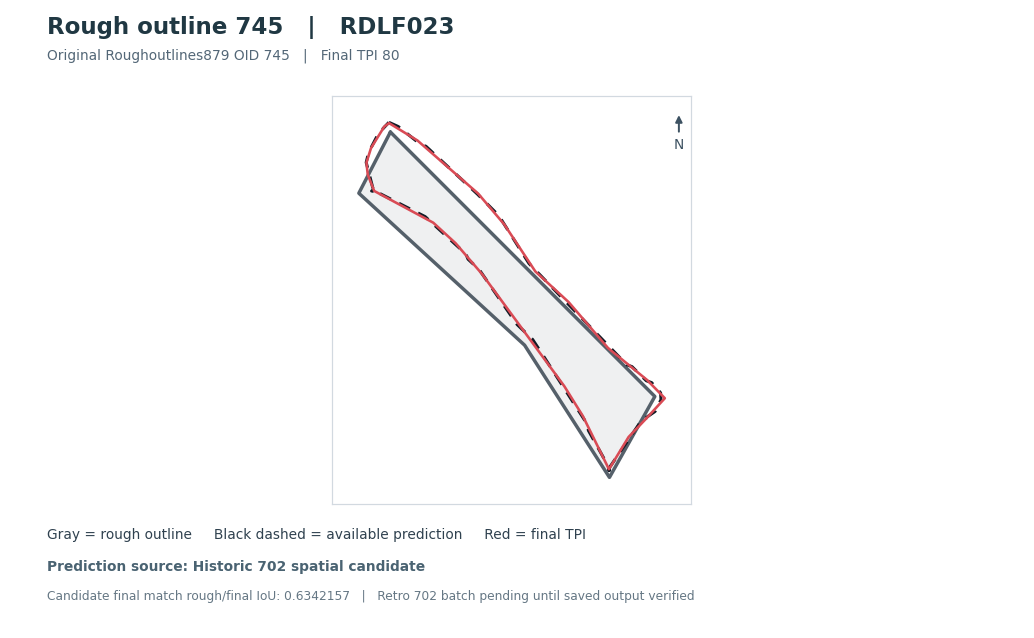 Rough outline 745 | RDLF023
Original Roughoutlines879 OID 745 | Final TPI 80
N
Gray = rough outline Black dashed = available prediction Red = final TPI
Prediction source: Historic 702 spatial candidate
Candidate final match rough/final IoU: 0.6342157 | Retro 702 batch pending until saved output verified